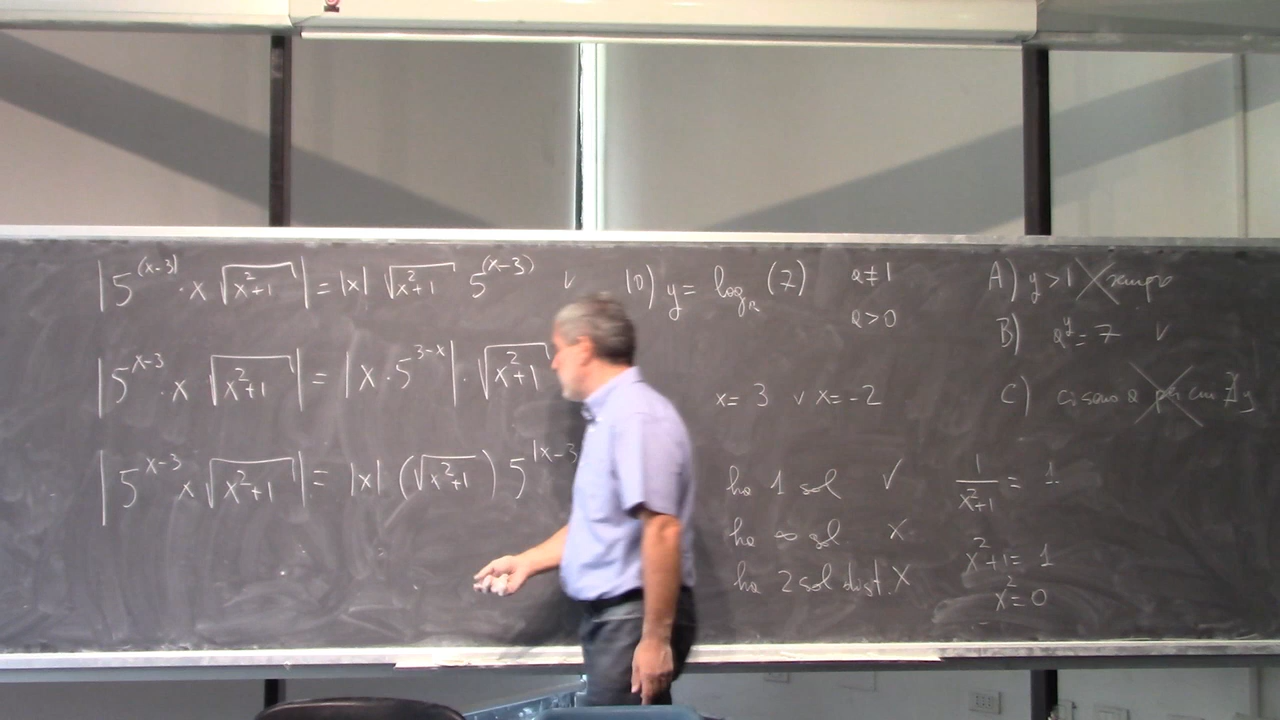 |5^(x-3) · x √(x²+1)| = |x| √(x²+1) 5^(x-3) v
|5^x-3 · x √(x²+1)| = |x · 5^3-x| · √(x²+1)
|5^x-3 x √(x²+1)| = |x| (√(x²+1)) 5^|x-3
10) y = log_a (7) a ≠ 1
a > 0
x = 3 v x = -2
ha 1 sol ✓
ha ∞ sol x
ha 2 sol dist. X
A) y > 1 sempre
B) a^y = 7 v
C) ci sono a per cui ∄ y
1/(x²+1) = 1
x²+1 = 1
x² = 0